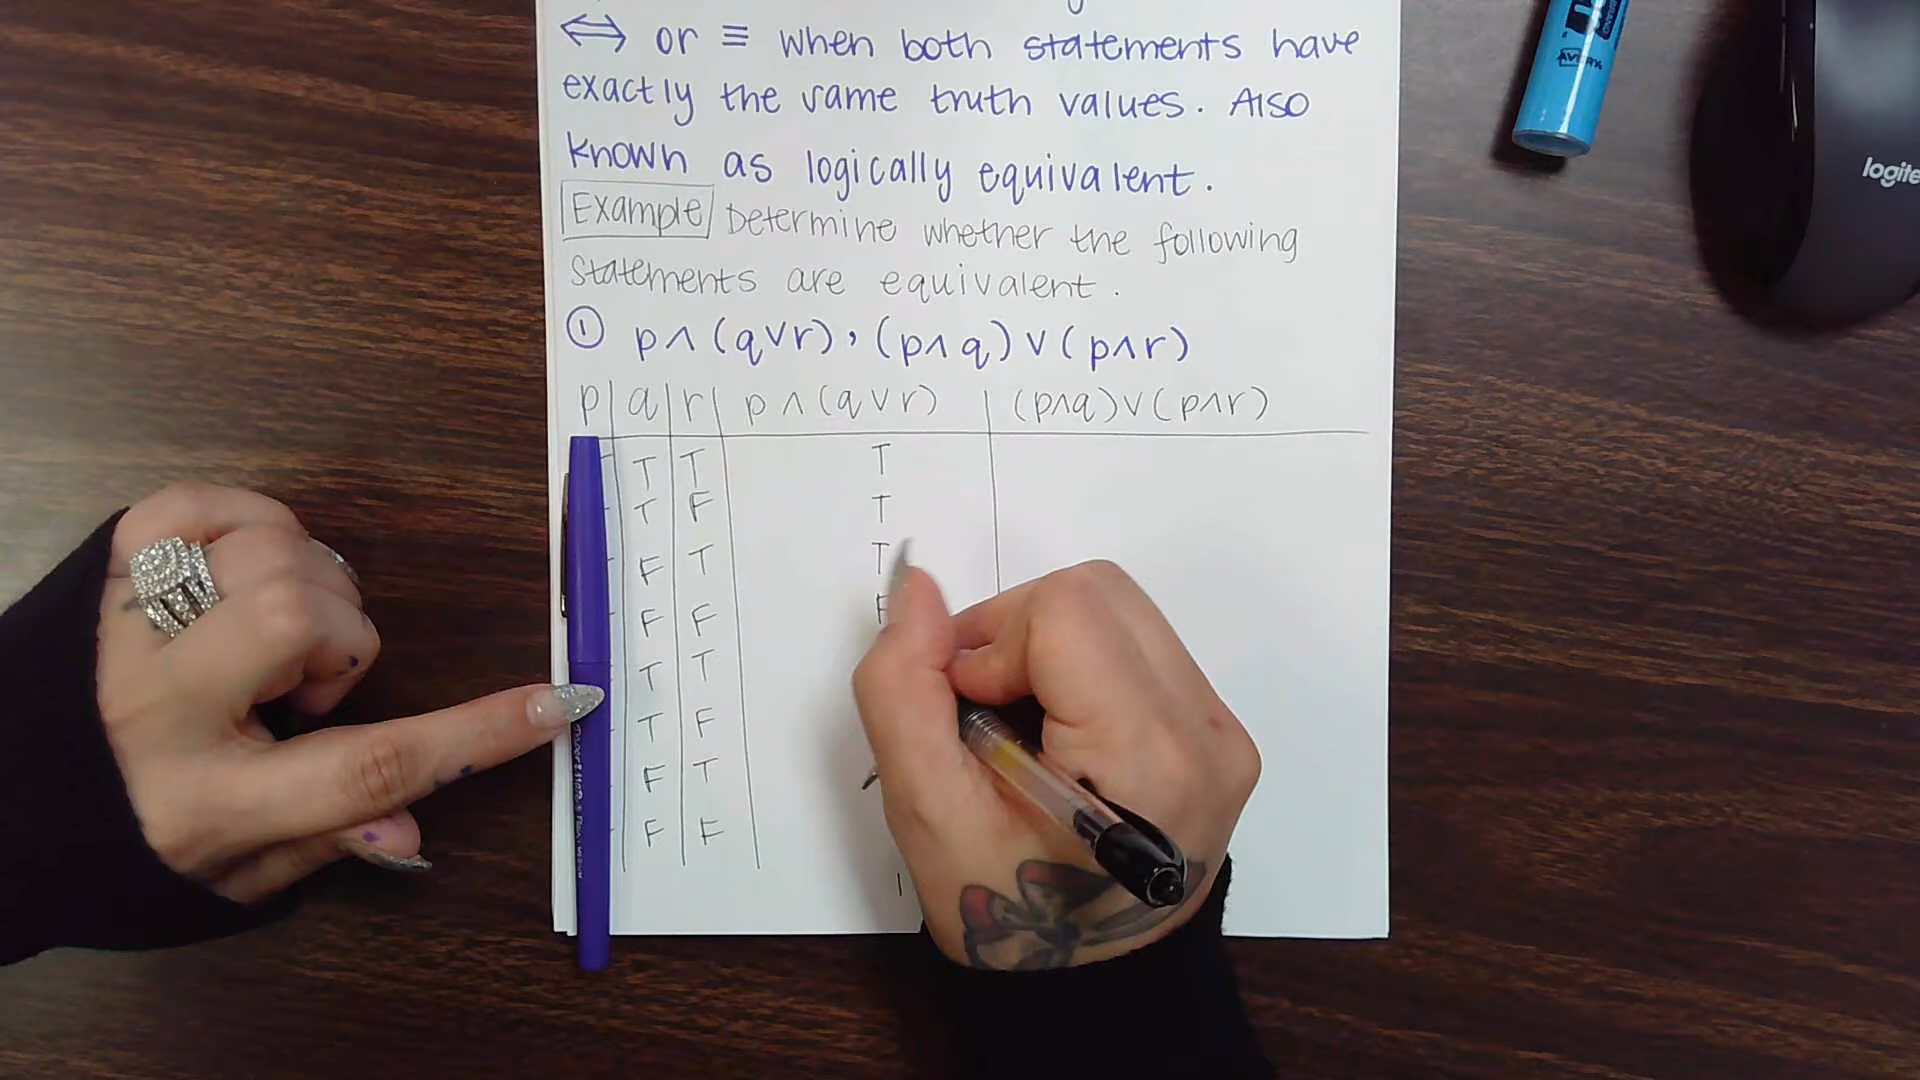 ⟺ or ≡ when both statements have
exactly the same truth values. Also
known as logically equivalent.
Example Determine whether the following
statements are equivalent.
① p∧(q∨r), (p∧q)∨(p∧r)
p q r p∧(q∨r) (p∧q)∨(p∧r)
T T T
T F T
F T T
F F F
T T
T F
F T
F F
AVERY
logite